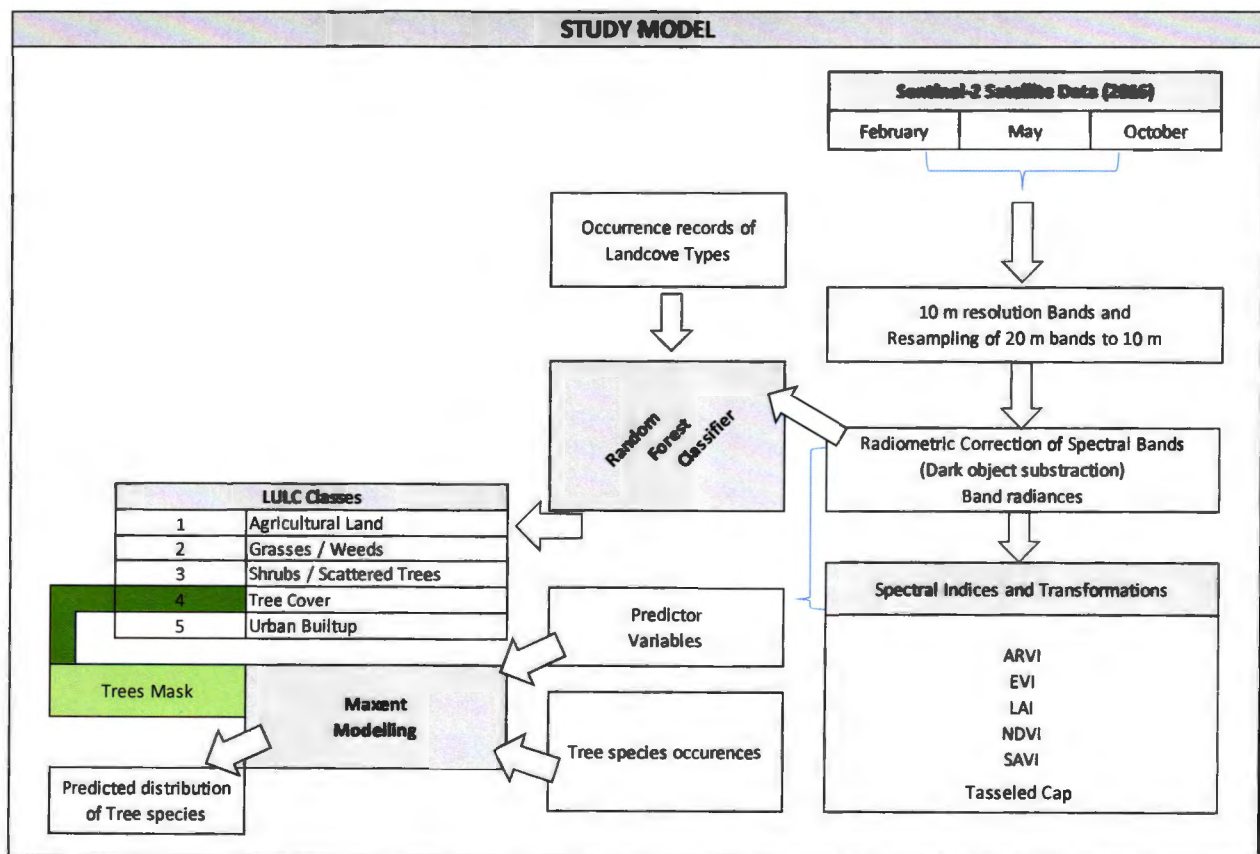 STUDY MODEL
Sentinel-2 Satellite Data (2016)
February May October
Occurrence records of
Landcove Types
10 m resolution Bands and
Resampling of 20 m bands to 10 m
Random
Forest
Classifier
Radiometric Correction of Spectral Bands
(Dark object substraction)
Band radiances
LULC Classes
1 Agricultural Land
2 Grasses / Weeds
3 Shrubs / Scattered Trees
4 Tree Cover
5 Urban Builtup
Predictor
Variables
Spectral Indices and Transformations
ARVI
EVI
LAI
NDVI
SAVI
Tasseled Cap
Trees Mask
Maxent
Modelling
Tree species occurences
Predicted distribution
of Tree species